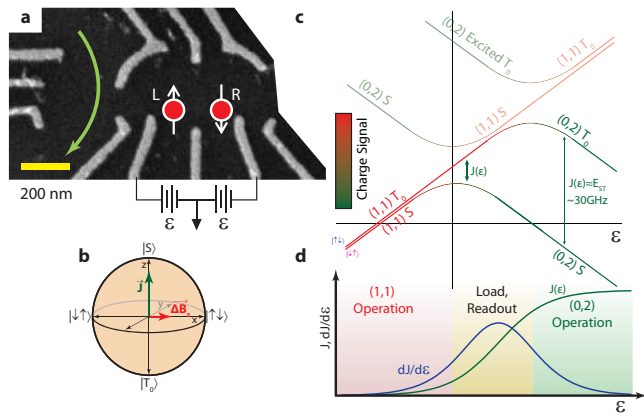 a
L
R
200 nm
ε
ε
b
|S⟩
z
J
y
ΔB_z
x
|↓↑⟩
|↑↓⟩
|T₀⟩
c
(0,2) Excited T₀
(1,1) T₀
(0,2) S
(1,1) S
(0,2) T₀
Charge Signal
J(ε)
J(ε)≈E_ST
~30GHz
(1,1) T₀
(1,1) S
|↑↓⟩
|↓↑⟩
ε
(0,2) S
d
J, dJ/dε
(1,1)
Operation
Load,
Readout
J(ε)
(0,2)
Operation
dJ/dε
ε